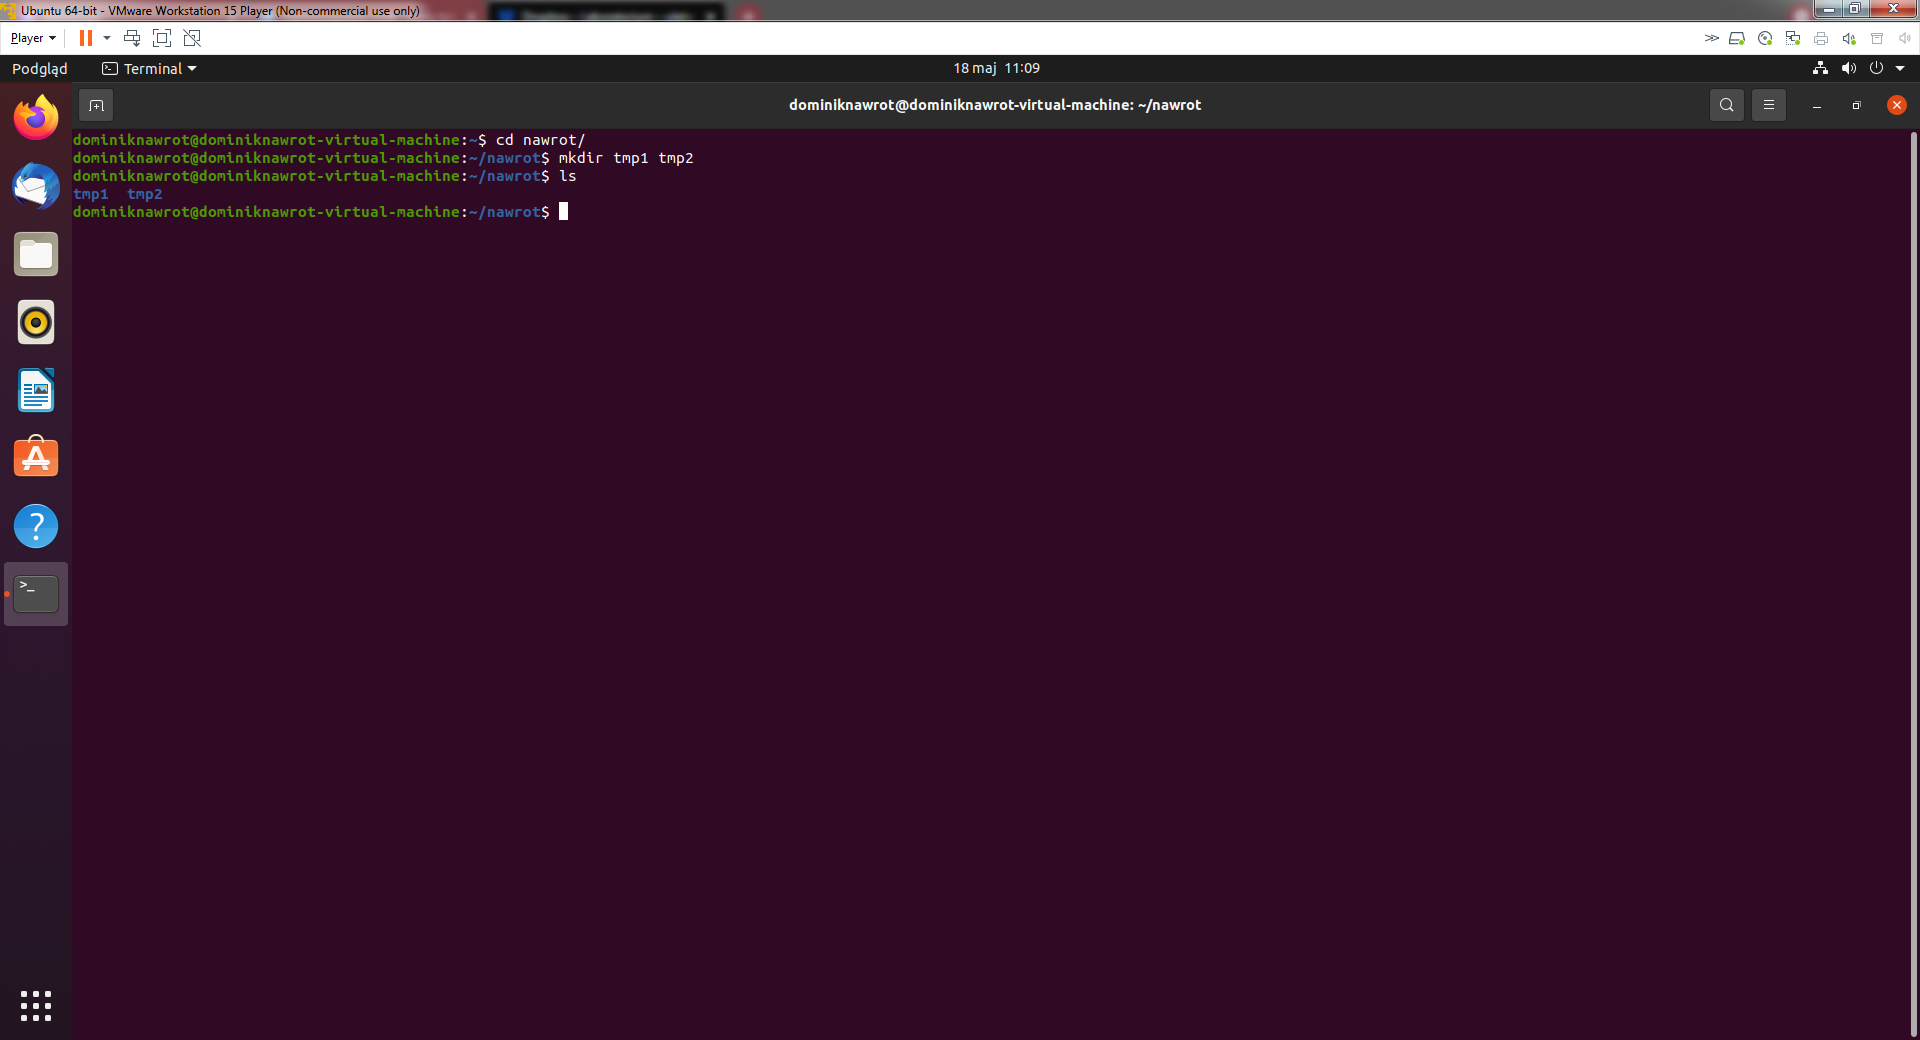 Ubuntu 64-bit - VMware Workstation 15 Player (Non-commercial use only)
Player
Podgląd Terminal 18 maj 11:09
dominiknawrot@dominiknawrot-virtual-machine: ~/nawrot
dominiknawrot@dominiknawrot-virtual-machine:~$ cd nawrot/
dominiknawrot@dominiknawrot-virtual-machine:~/nawrot$ mkdir tmp1 tmp2
dominiknawrot@dominiknawrot-virtual-machine:~/nawrot$ ls
tmp1  tmp2
dominiknawrot@dominiknawrot-virtual-machine:~/nawrot$